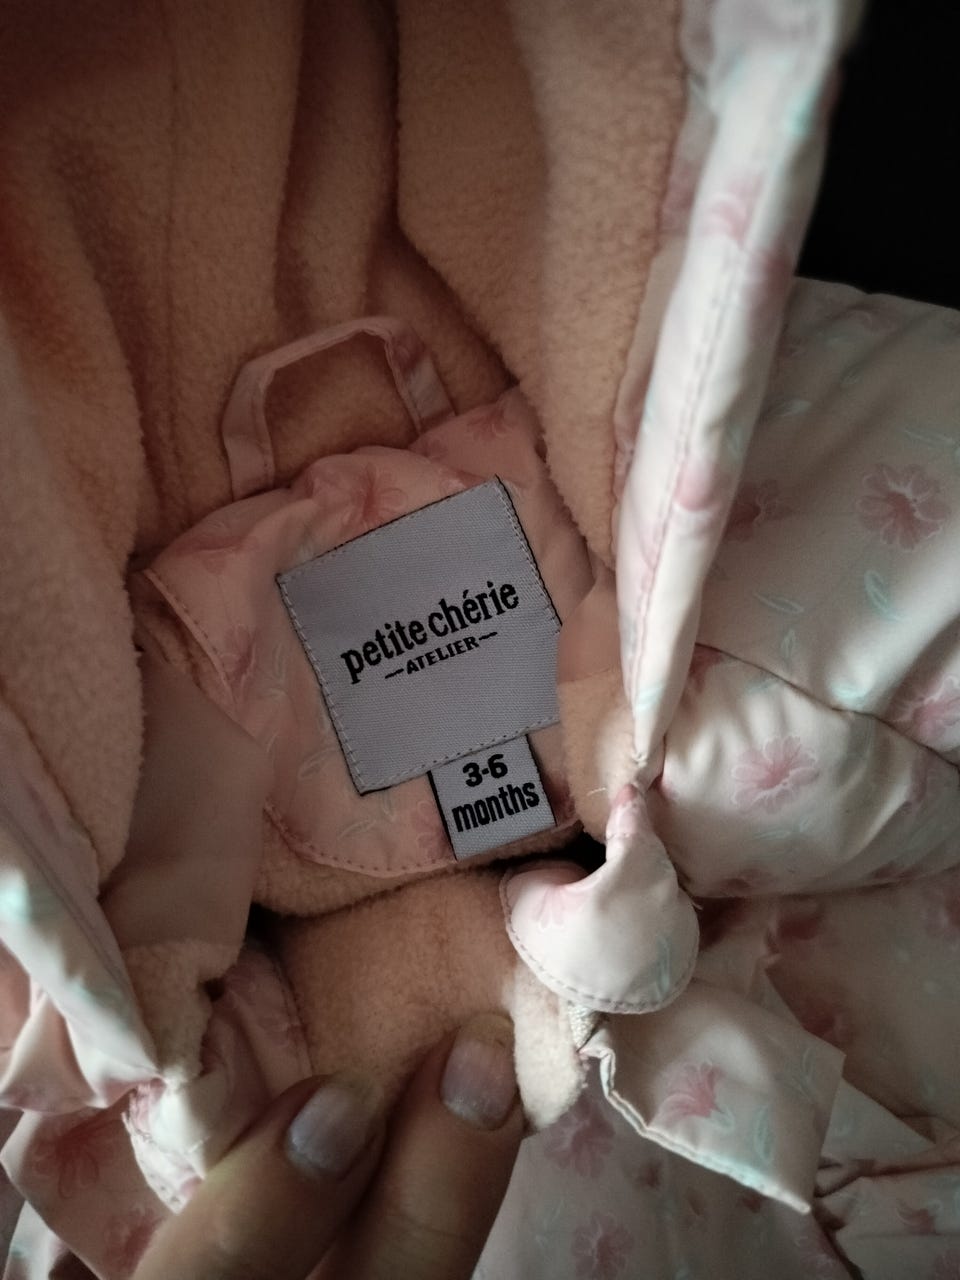 petite chérie
—ATELIER—
3-6
months